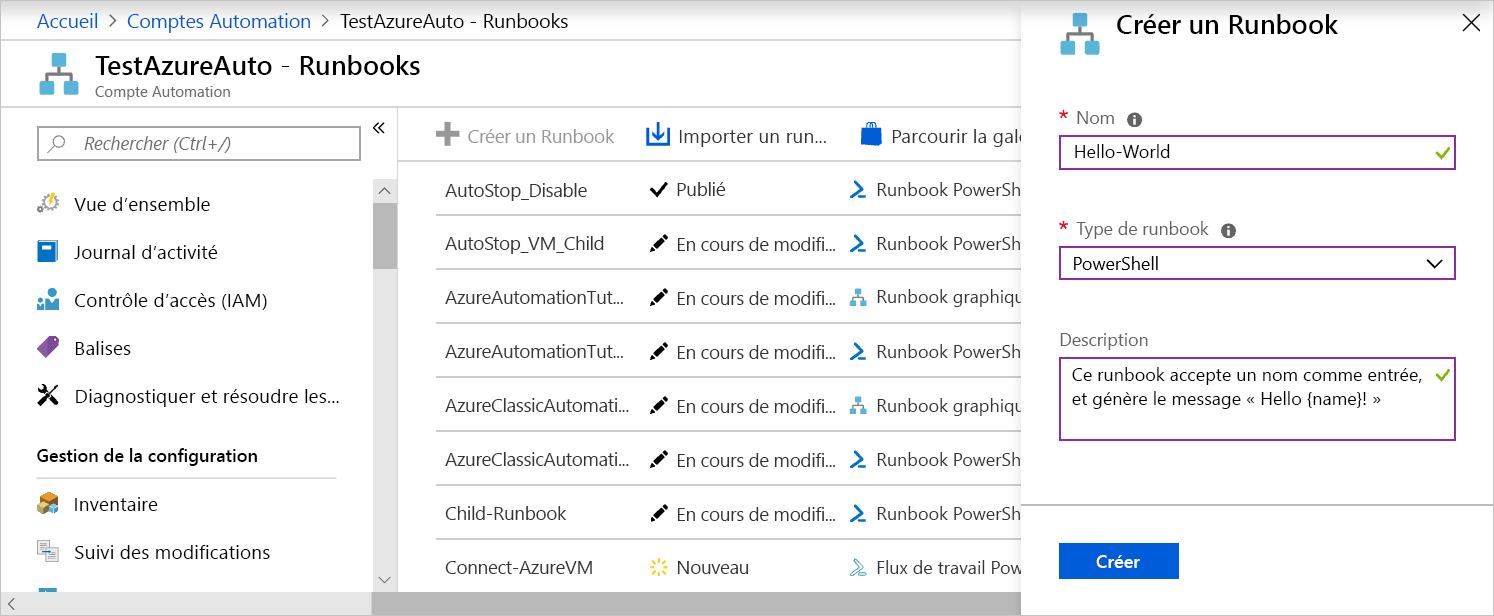 Accueil > Comptes Automation > TestAzureAuto - Runbooks
TestAzureAuto - Runbooks
Compte Automation
Rechercher (Ctrl+/)
«
Vue d’ensemble
Journal d’activité
Contrôle d’accès (IAM)
Balises
Diagnostiquer et résoudre les...
Gestion de la configuration
Inventaire
Suivi des modifications
Créer un Runbook Importer un run... Parcourir la gale
AutoStop_Disable Publié Runbook PowerSh
AutoStop_VM_Child En cours de modifi... Runbook PowerSh
AzureAutomationTut... En cours de modifi... Runbook graphiqu
AzureAutomationTut... En cours de modifi... Runbook PowerSh
AzureClassicAutomati... En cours de modifi... Runbook graphiqu
AzureClassicAutomati... En cours de modifi... Runbook PowerSh
Child-Runbook En cours de modifi... Runbook PowerSh
Connect-AzureVM Nouveau Flux de travail Pow
Créer un Runbook
* Nom
Hello-World
* Type de runbook
PowerShell
Description
Ce runbook accepte un nom comme entrée,
et génère le message « Hello {name}! »
Créer